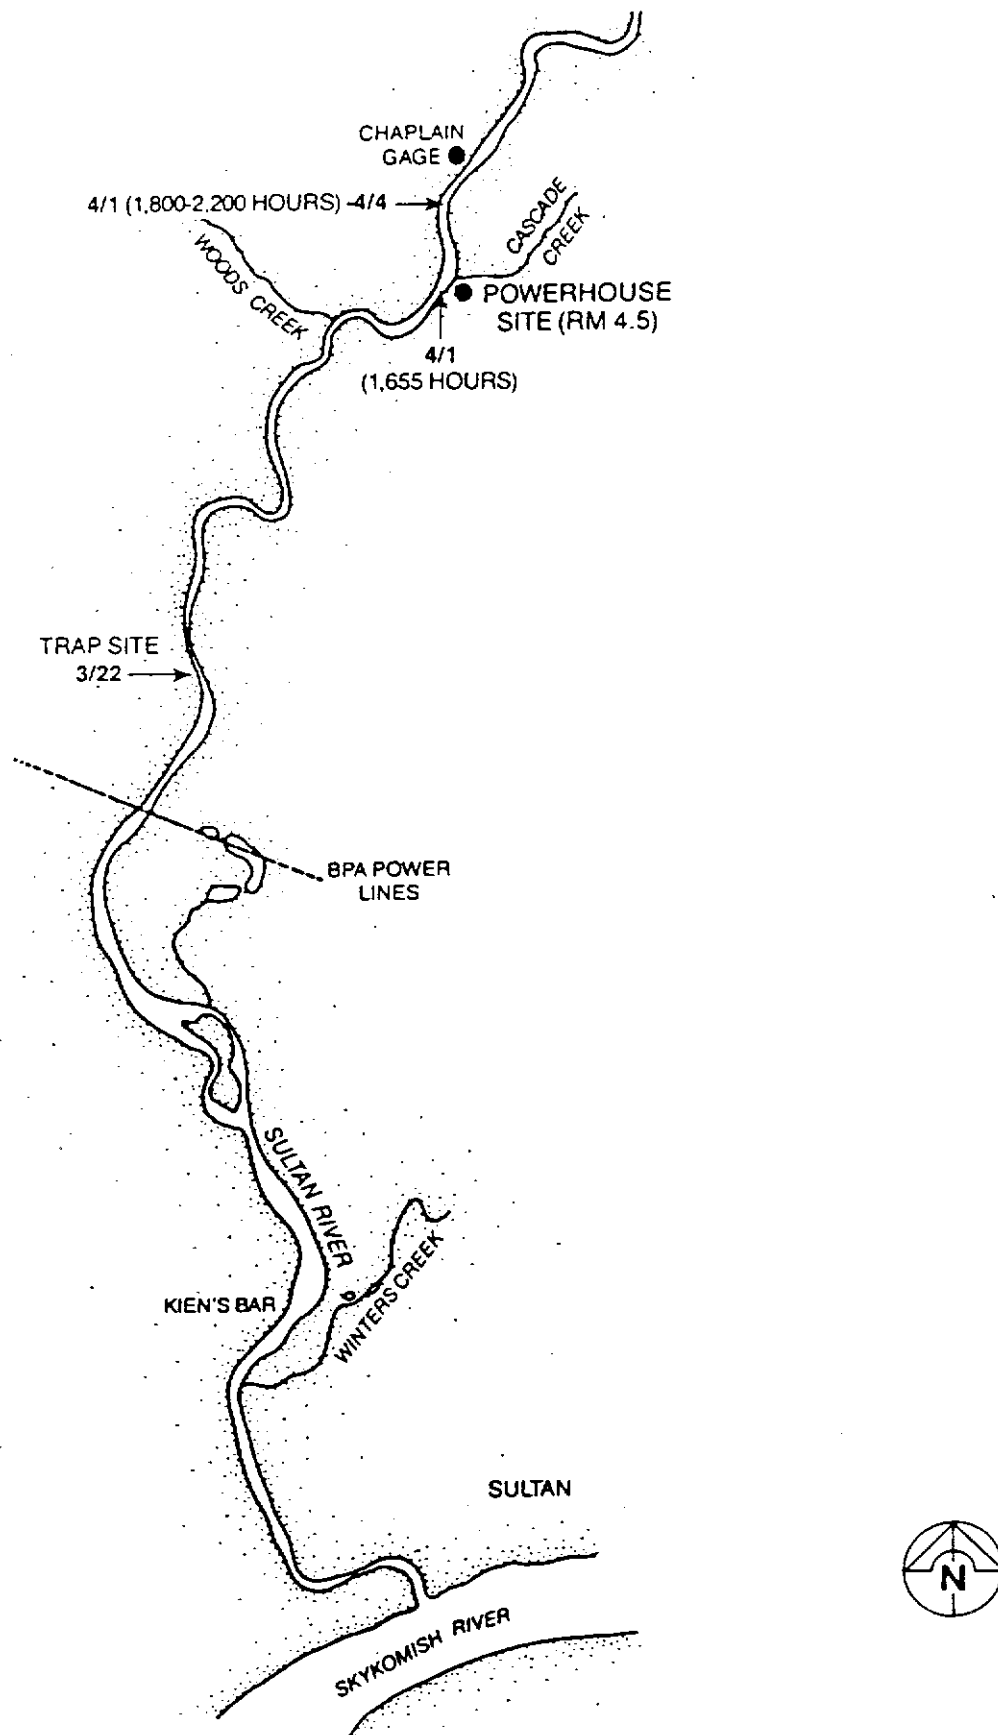 CHAPLAIN
GAGE
4/1 (1,800-2,200 HOURS) -4/4
CASCADE
CREEK
WOODS CREEK
POWERHOUSE
SITE (RM 4.5)
4/1
(1,655 HOURS)
TRAP SITE
3/22
BPA POWER
LINES
SULTAN RIVER
KIEN'S BAR
WINTERS CREEK
SULTAN
N
SKYKOMISH RIVER